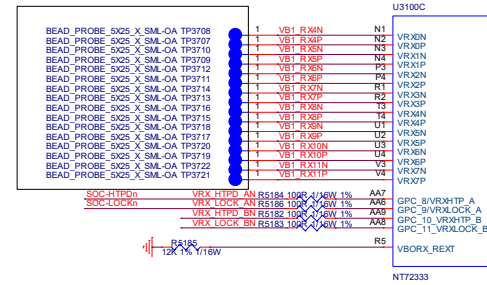 U3100C
BEAD_PROBE_5X25_X_SML-OA TP3708 1 VB1_RX4N N1 VRX0N
BEAD_PROBE_5X25_X_SML-OA TP3707 1 VB1_RX4P N2 VRX0P
BEAD_PROBE_5X25_X_SML-OA TP3710 1 VB1_RX5N N3 VRX1N
BEAD_PROBE_5X25_X_SML-OA TP3709 1 VB1_RX5P N4 VRX1P
BEAD_PROBE_5X25_X_SML-OA TP3712 1 VB1_RX6N P3 VRX2N
BEAD_PROBE_5X25_X_SML-OA TP3711 1 VB1_RX6P P4 VRX2P
BEAD_PROBE_5X25_X_SML-OA TP3714 1 VB1_RX7N R1 VRX3N
BEAD_PROBE_5X25_X_SML-OA TP3713 1 VB1_RX7P R2 VRX3P
BEAD_PROBE_5X25_X_SML-OA TP3716 1 VB1_RX8N T3 VRX4N
BEAD_PROBE_5X25_X_SML-OA TP3715 1 VB1_RX8P T4 VRX4P
BEAD_PROBE_5X25_X_SML-OA TP3718 1 VB1_RX9N U1 VRX5N
BEAD_PROBE_5X25_X_SML-OA TP3717 1 VB1_RX9P U2 VRX5P
BEAD_PROBE_5X25_X_SML-OA TP3720 1 VB1_RX10N U3 VRX6N
BEAD_PROBE_5X25_X_SML-OA TP3719 1 VB1_RX10P U4 VRX6P
BEAD_PROBE_5X25_X_SML-OA TP3722 1 VB1_RX11N V3 VRX7N
BEAD_PROBE_5X25_X_SML-OA TP3721 1 VB1_RX11P V4 VRX7P
SOC-HTPDn VRX_HTPD_AN R5184 100R 1/16W 1% AA7 GPC_8/VRXHTP_A
SOC-LOCKn VRX_LOCK_AN R5186 100R 1/16W 1% AA6 GPC_9/VRXLOCK_A
VRX_HTPD_BN R5182 100R 1/16W 1% AA9 GPC_10_VRXHTP_B
VRX_LOCK_BN R5183 100R 1/16W 1% AA8 GPC_11_VRXLOCK_B
R5185 R5 VBORX_REXT
12K 1% 1/16W
NT72333